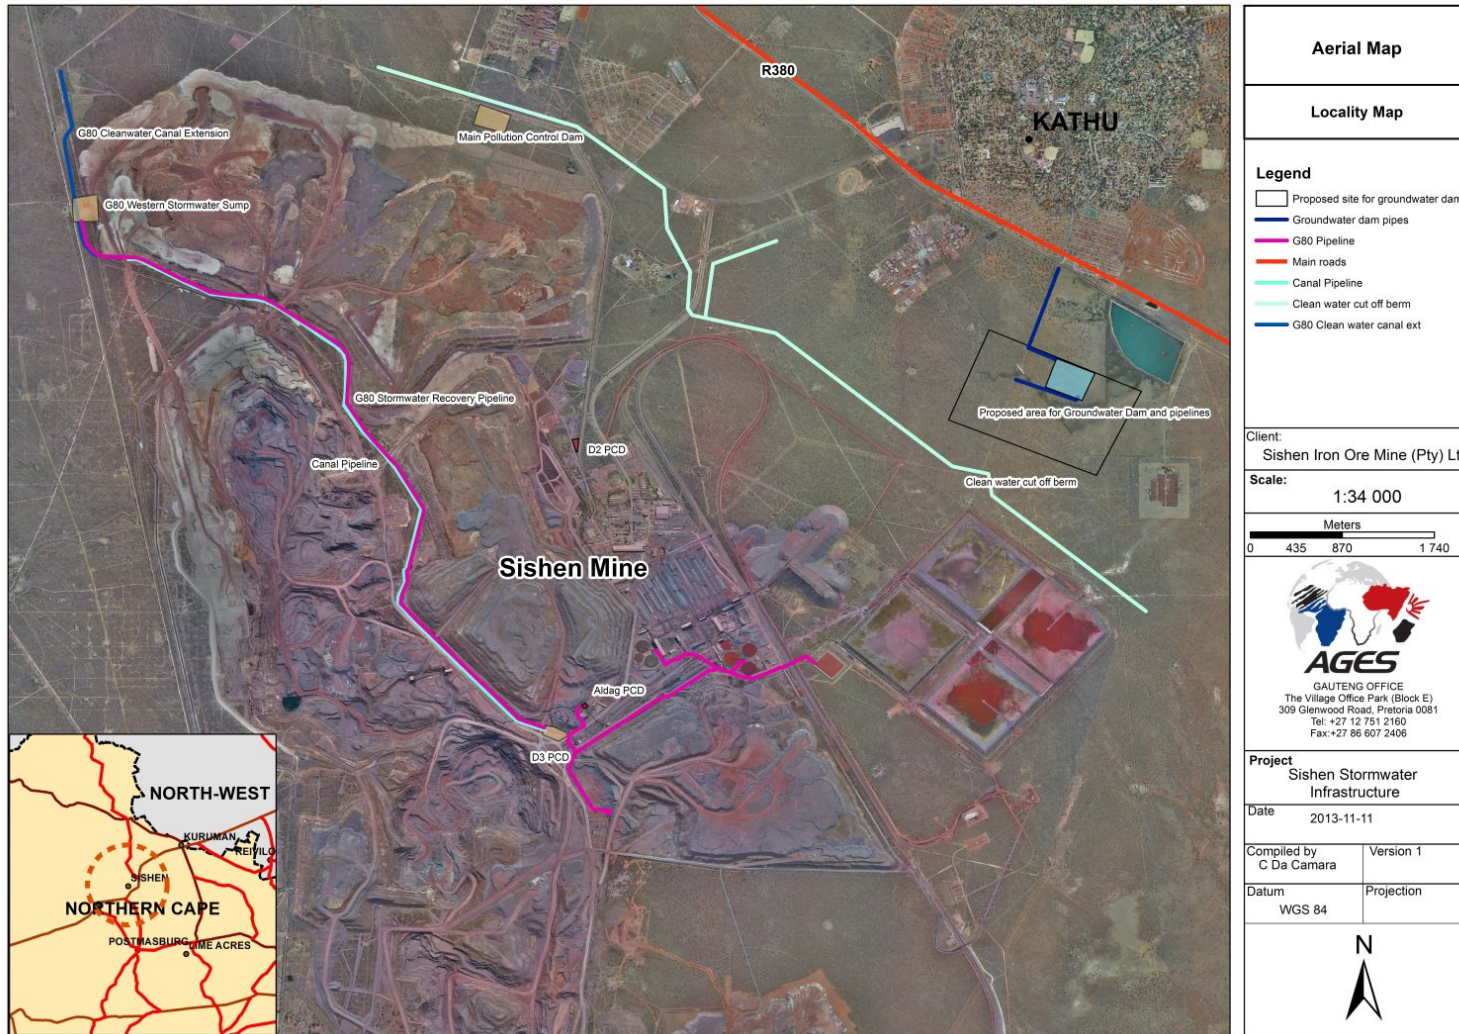 R380
KATHU
G80 Cleanwater Canal Extension
Main Pollution Control Dam
G80 Western Stormwater Sump
G80 Stormwater Recovery Pipeline
Proposed area for Groundwater Dam and pipelines
D2 PCD
Canal Pipeline
Clean water cut off berm
Sishen Mine
Aldag PCD
D3 PCD
NORTH-WEST
KURUMAN
REIVILO
SISHEN
NORTHERN CAPE
POSTMASBURG
LIME ACRES
Aerial Map
Locality Map
Legend
Proposed site for groundwater dam
Groundwater dam pipes
G80 Pipeline
Main roads
Canal Pipeline
Clean water cut off berm
G80 Clean water canal ext
Client:
Sishen Iron Ore Mine (Pty) Lt
Scale:
1:34 000
Meters
0 435 870 1 740
AGES
GAUTENG OFFICE
The Village Office Park (Block E)
309 Glenwood Road, Pretoria 0081
Tel: +27 12 751 2160
Fax:+27 86 607 2406
Project
Sishen Stormwater
Infrastructure
Date
2013-11-11
Compiled by
C Da Camara
Version 1
Datum
WGS 84
Projection
N